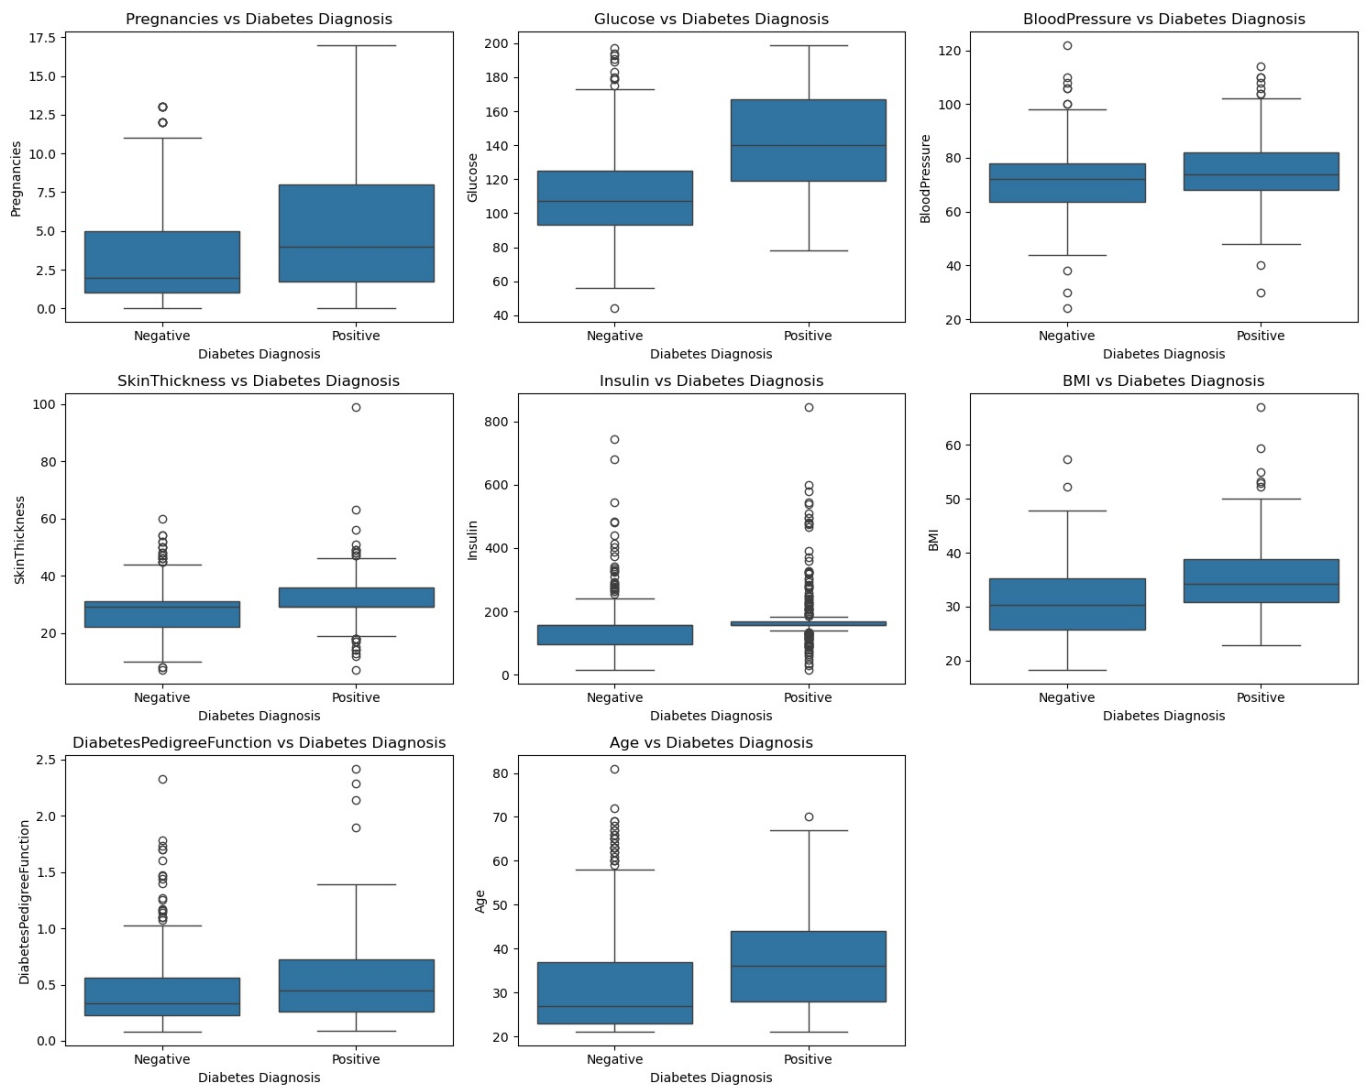 Pregnancies vs Diabetes Diagnosis
17.5
15.0
12.5
10.0
7.5
5.0
2.5
0.0
Pregnancies
Negative
Positive
Diabetes Diagnosis
Glucose vs Diabetes Diagnosis
200
180
160
140
120
100
80
60
40
Glucose
Negative
Positive
Diabetes Diagnosis
BloodPressure vs Diabetes Diagnosis
120
100
80
60
40
20
BloodPressure
Negative
Positive
Diabetes Diagnosis
SkinThickness vs Diabetes Diagnosis
100
80
60
40
20
SkinThickness
Negative
Positive
Diabetes Diagnosis
Insulin vs Diabetes Diagnosis
800
600
400
200
0
Insulin
Negative
Positive
Diabetes Diagnosis
BMI vs Diabetes Diagnosis
60
50
40
30
20
BMI
Negative
Positive
Diabetes Diagnosis
DiabetesPedigreeFunction vs Diabetes Diagnosis
2.5
2.0
1.5
1.0
0.5
0.0
DiabetesPedigreeFunction
Negative
Positive
Diabetes Diagnosis
Age vs Diabetes Diagnosis
80
70
60
50
40
30
20
Age
Negative
Positive
Diabetes Diagnosis